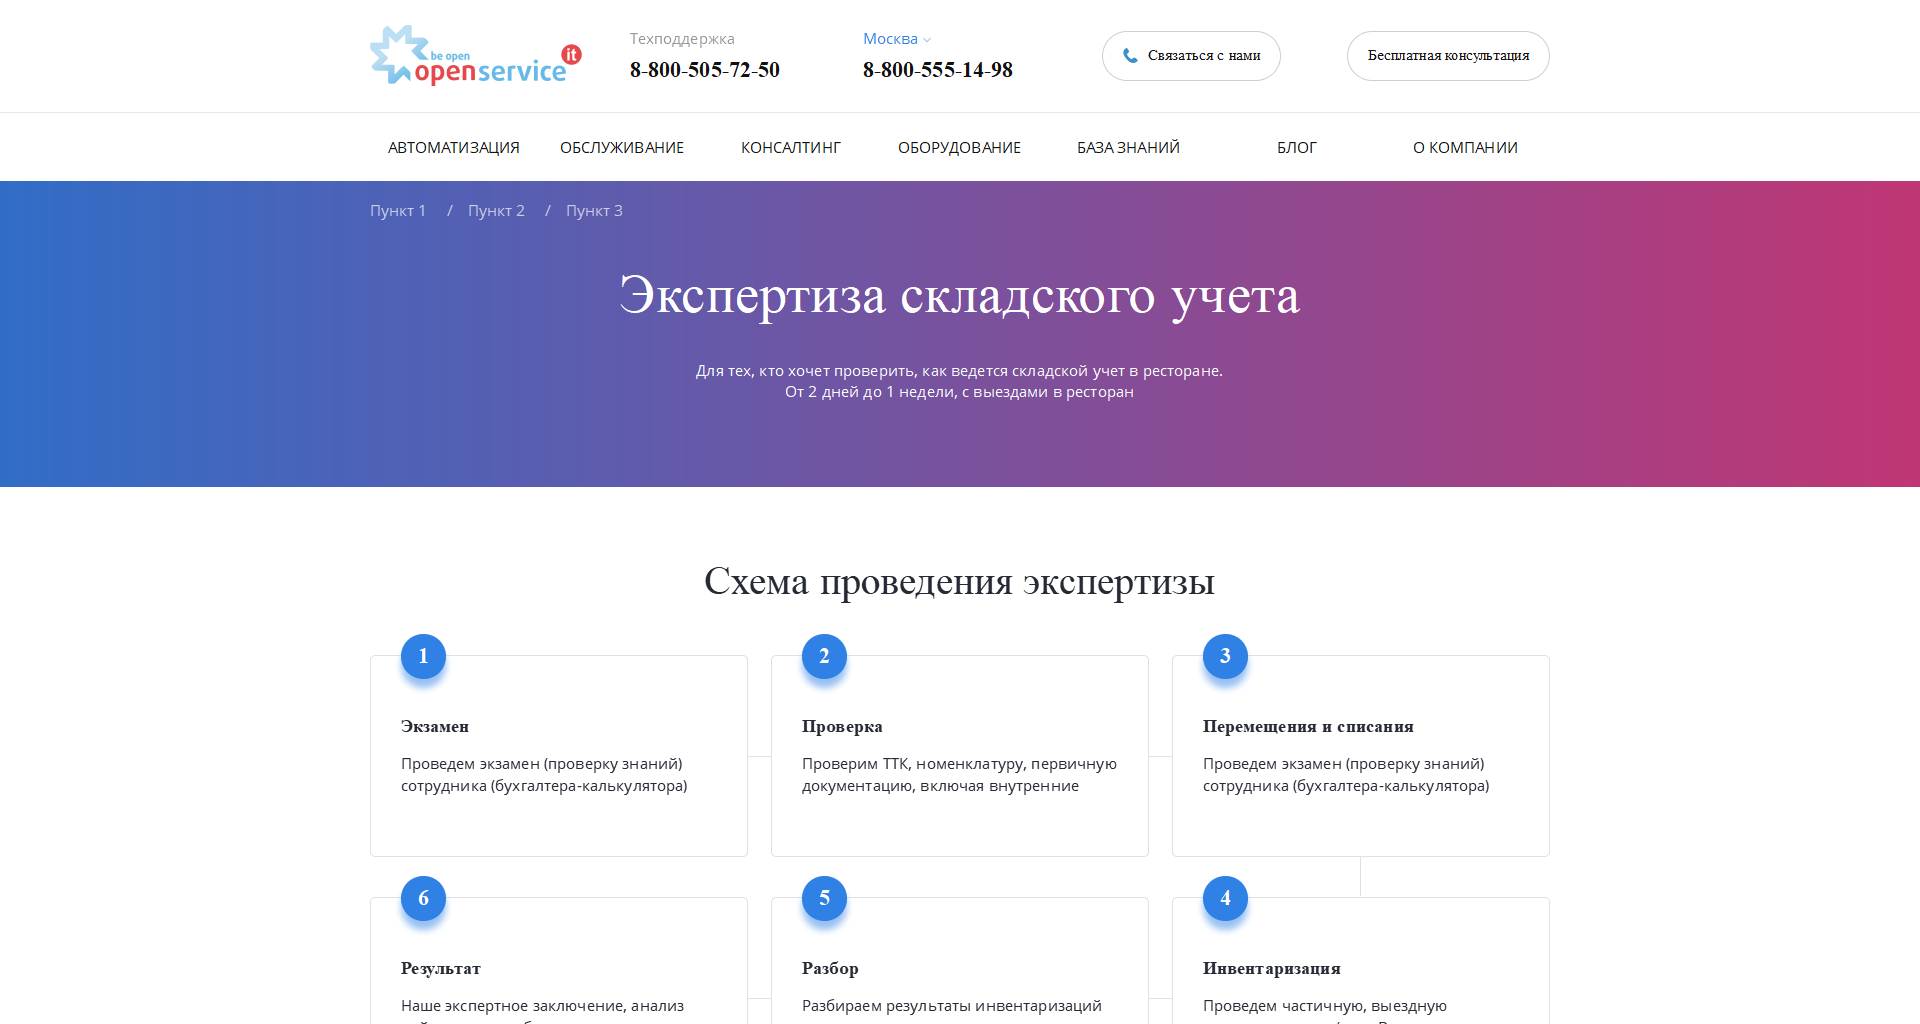 be open
openservice it
Техподдержка
8-800-505-72-50
Москва
8-800-555-14-98
Связаться с нами
Бесплатная консультация
АВТОМАТИЗАЦИЯ ОБСЛУЖИВАНИЕ КОНСАЛТИНГ ОБОРУДОВАНИЕ БАЗА ЗНАНИЙ БЛОГ О КОМПАНИИ
Пункт 1 / Пункт 2 / Пункт 3
Экспертиза складского учета
Для тех, кто хочет проверить, как ведется складской учет в ресторане.
От 2 дней до 1 недели, с выездами в ресторан
Схема проведения экспертизы
1
Экзамен
Проведем экзамен (проверку знаний)
сотрудника (бухгалтера-калькулятора)
2
Проверка
Проверим ТТК, номенклатуру, первичную
документацию, включая внутренние
3
Перемещения и списания
Проведем экзамен (проверку знаний)
сотрудника (бухгалтера-калькулятора)
6
Результат
Наше экспертное заключение, анализ
5
Разбор
Разбираем результаты инвентаризаций
4
Инвентаризация
Проведем частичную, выездную